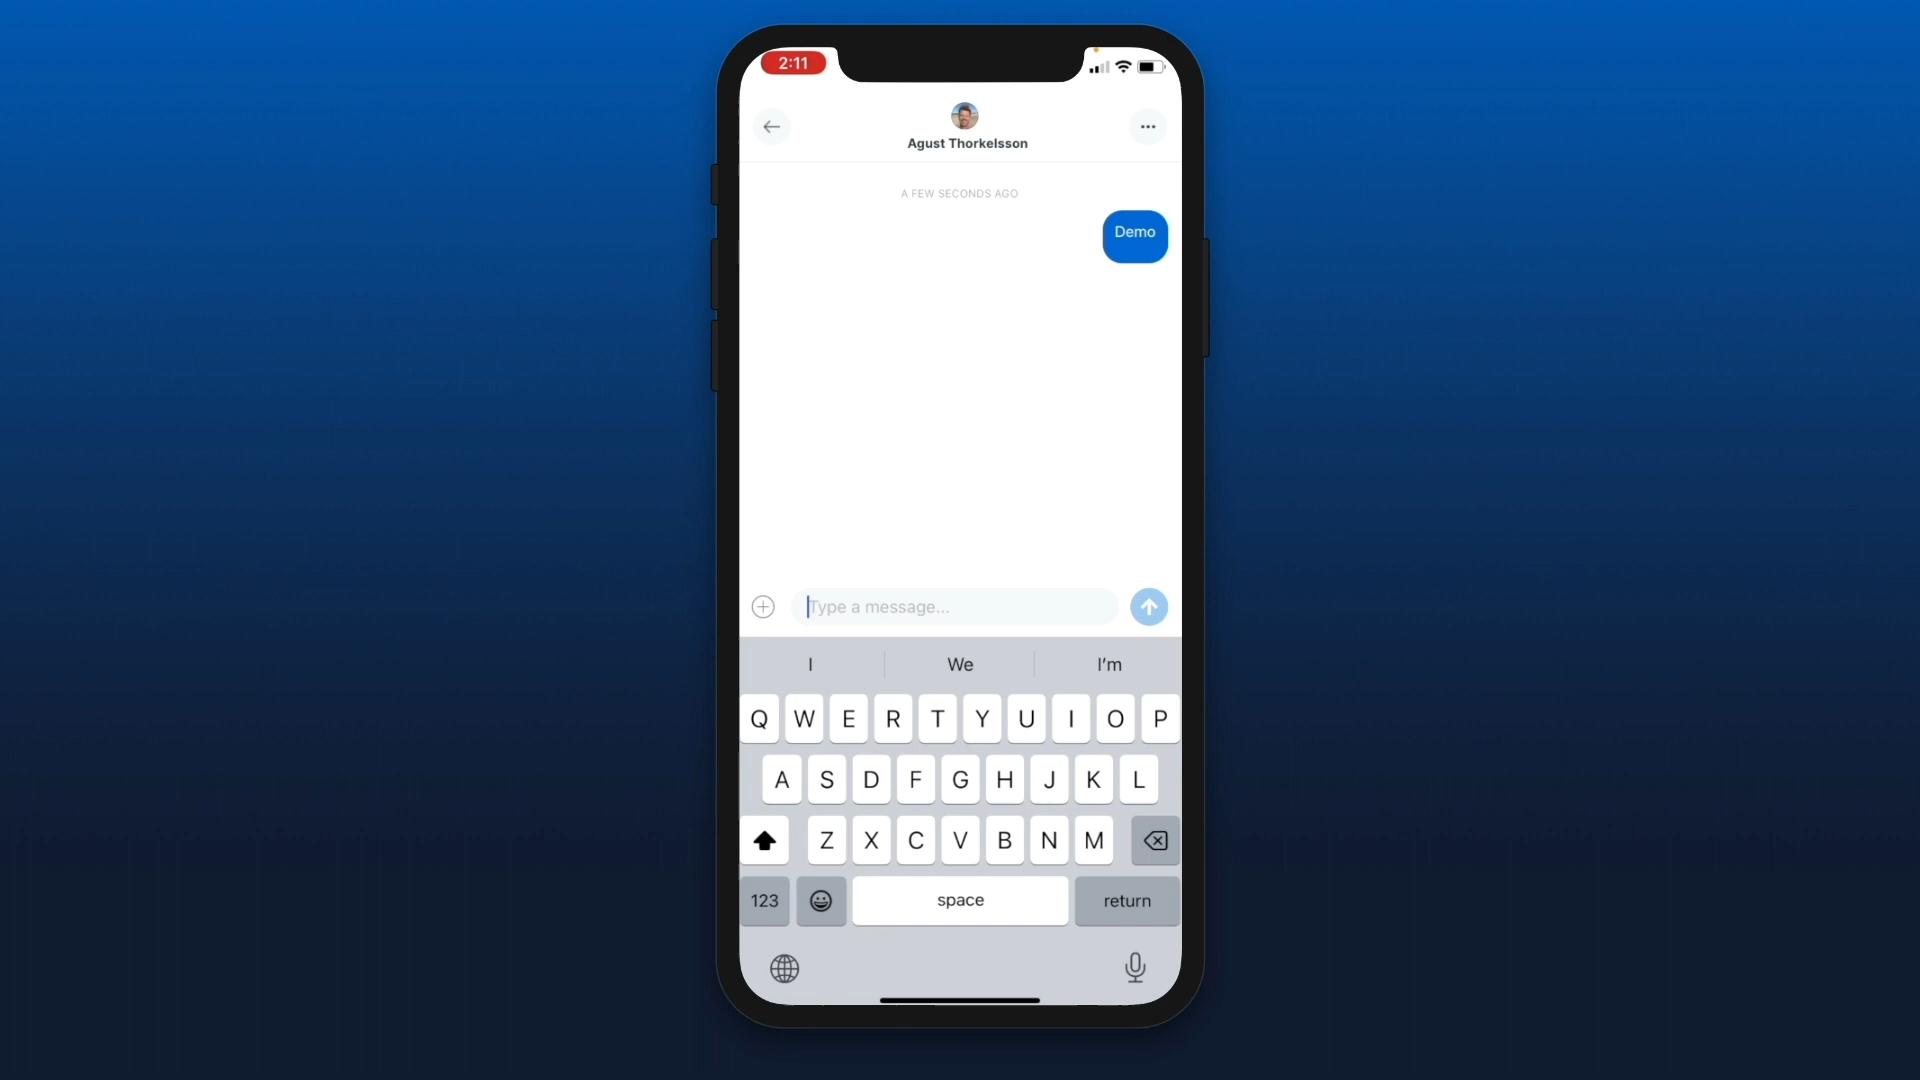 2:11
Agust Thorkelsson
A FEW SECONDS AGO
Demo
Type a message...
I We I'm
Q W E R T Y U I O P
A S D F G H J K L
Z X C V B N M
123 space return